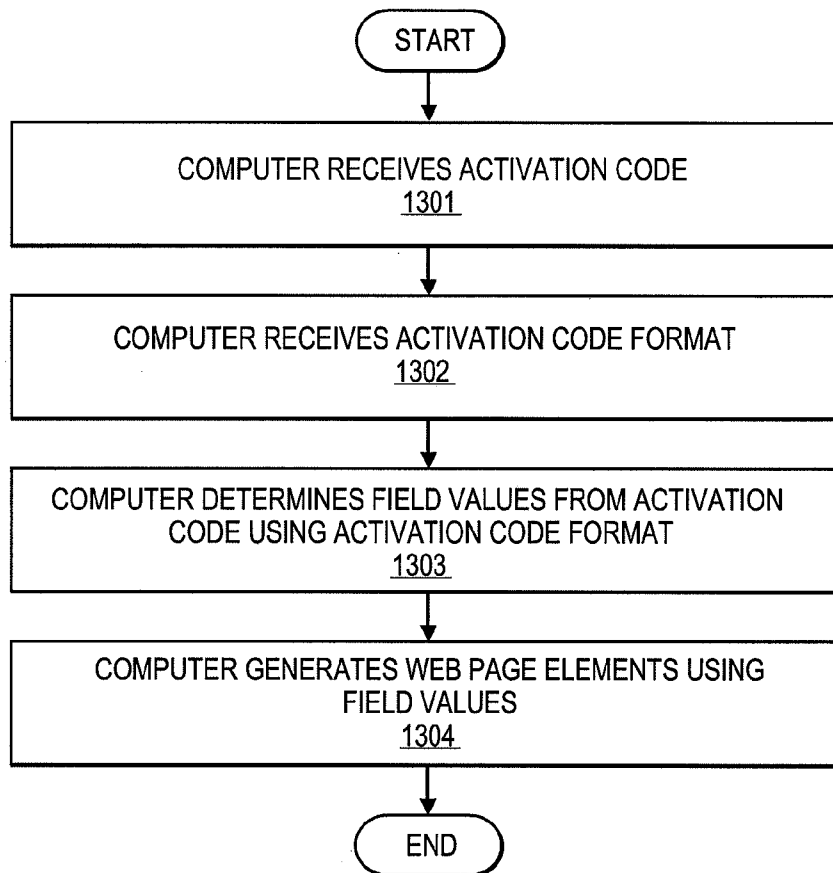 START
COMPUTER RECEIVES ACTIVATION CODE
1301
COMPUTER RECEIVES ACTIVATION CODE FORMAT
1302
COMPUTER DETERMINES FIELD VALUES FROM ACTIVATION
CODE USING ACTIVATION CODE FORMAT
1303
COMPUTER GENERATES WEB PAGE ELEMENTS USING
FIELD VALUES
1304
END